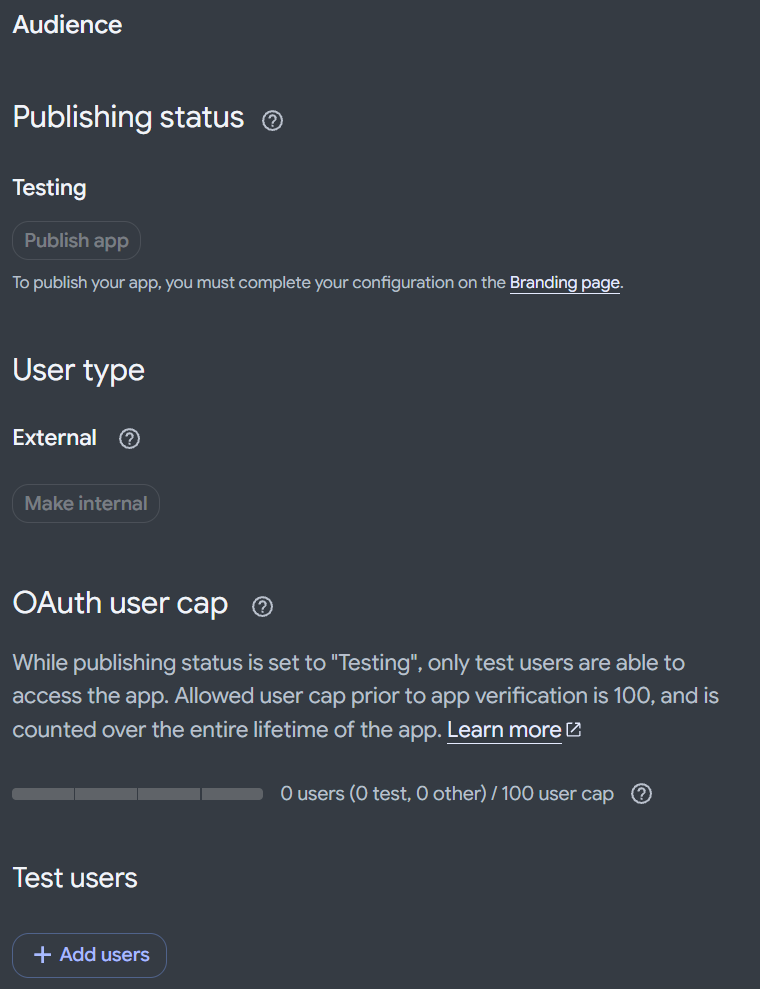 Audience
Publishing status
Testing
Publish app
To publish your app, you must complete your configuration on the Branding page.
User type
External
Make internal
OAuth user cap
While publishing status is set to "Testing", only test users are able to
access the app. Allowed user cap prior to app verification is 100, and is
counted over the entire lifetime of the app. Learn more
0 users (0 test, 0 other) / 100 user cap
Test users
+ Add users